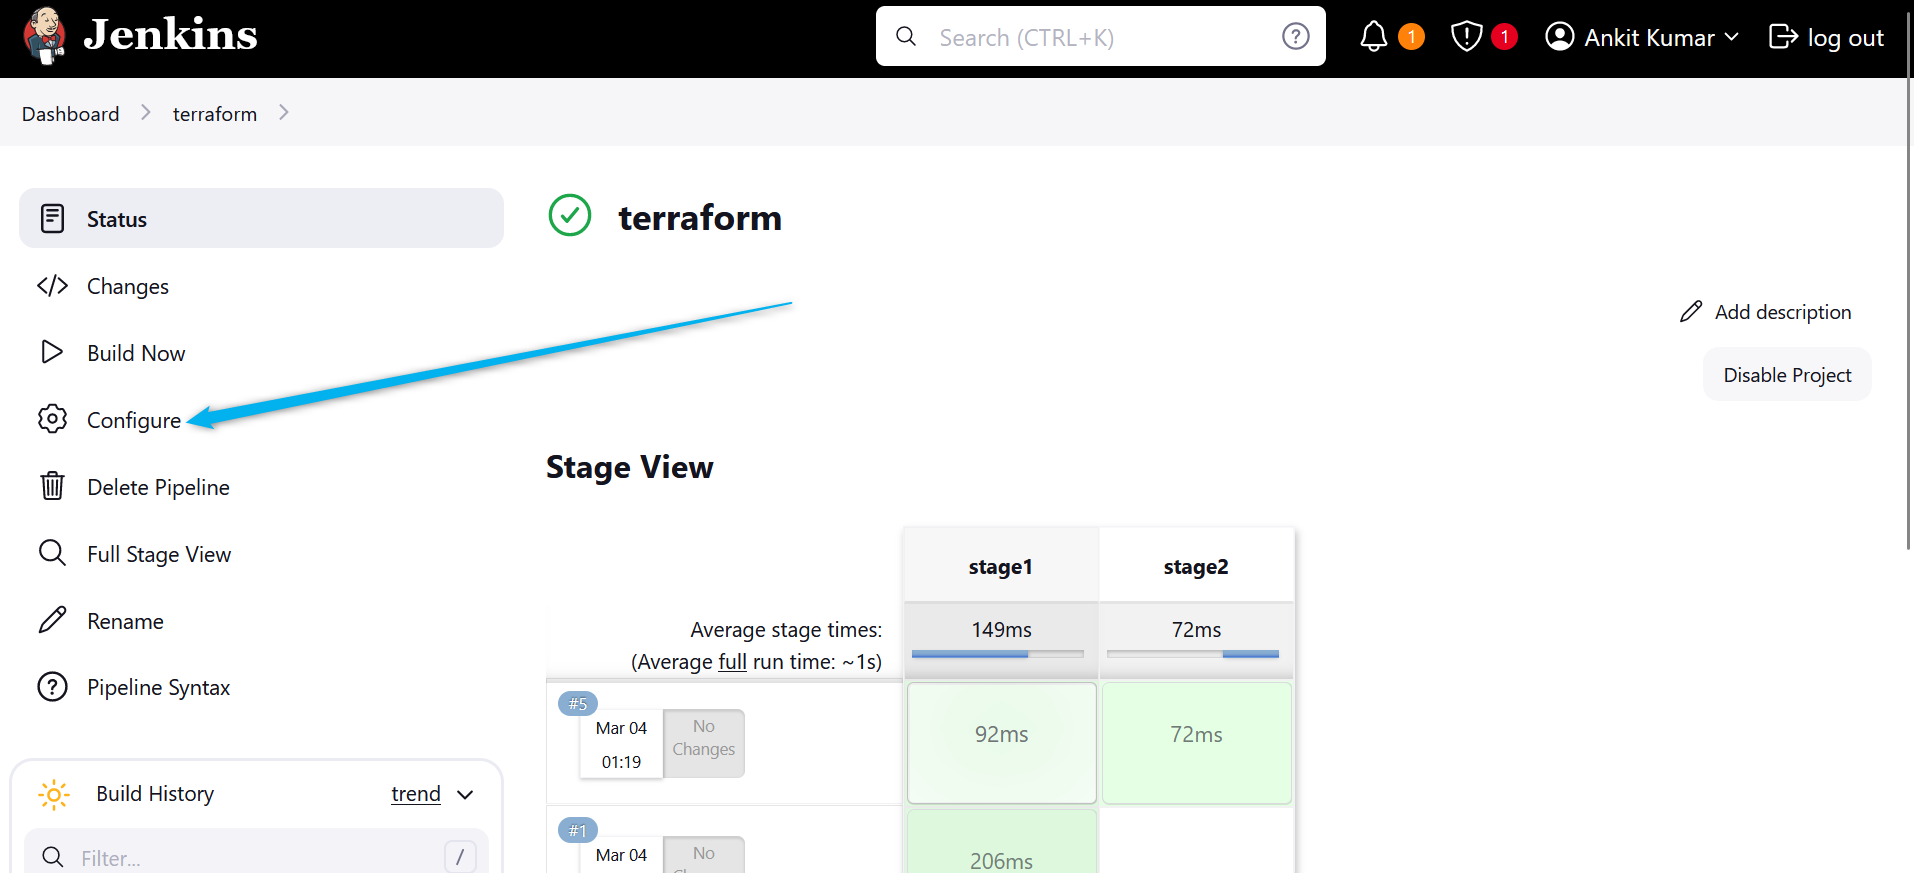 Jenkins
Search (CTRL+K)
?
1
1
Ankit Kumar
log out
Dashboard
terraform
Status
Changes
Build Now
Configure
Delete Pipeline
Full Stage View
Rename
Pipeline Syntax
Build History
trend
Filter...
/
terraform
Add description
Disable Project
Stage View
stage1
stage2
Average stage times:
149ms
72ms
(Average full run time: ~1s)
#5
Mar 04
01:19
No
Changes
92ms
72ms
#1
Mar 04
No
206ms